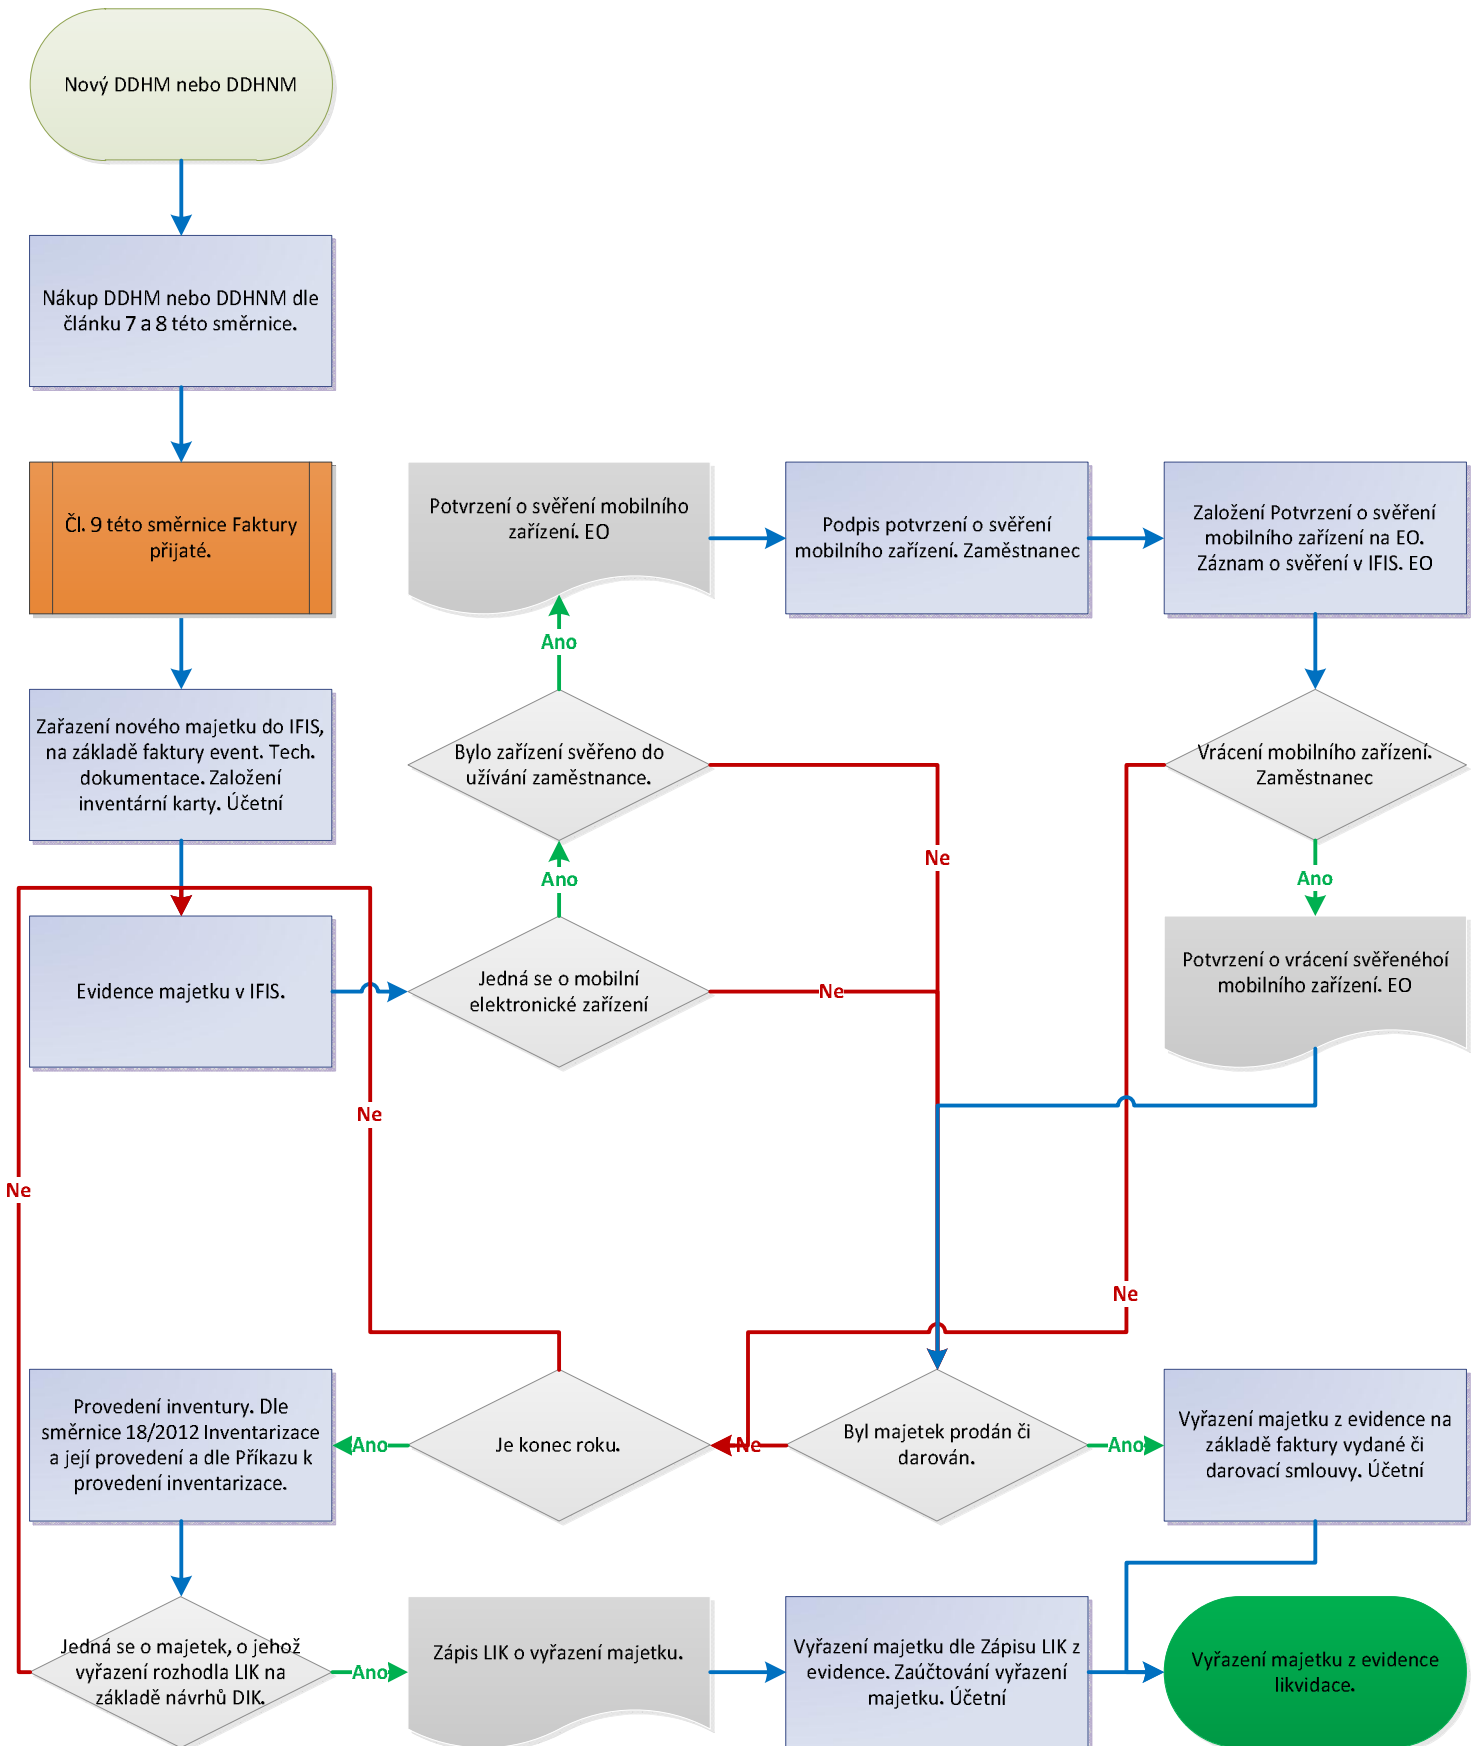 Nový DDHM nebo DDHNM
Nákup DDHM nebo DDHNM dle
článku 7 a 8 této směrnice.
Čl. 9 této směrnice Faktury
přijaté.
Potvrzení o svěření mobilního
zařízení. EO
Podpis potvrzení o svěření
mobilního zařízení. Zaměstnanec
Založení Potvrzení o svěření
mobilního zařízení na EO.
Záznam o svěření v IFIS. EO
Ano
Zařazení nového majetku do IFIS,
na základě faktury event. Tech.
dokumentace. Založení
inventární karty. Účetní
Bylo zařízení svěřeno do
užívání zaměstnance.
Vrácení mobilního zařízení.
Zaměstnanec
Ne
Ano
Ano
Evidence majetku v IFIS.
Jedná se o mobilní
elektronické zařízení
Ne
Potvrzení o vrácení svěřenéhoi
mobilního zařízení. EO
Ne
Ne
Ne
Provedení inventury. Dle
směrnice 18/2012 Inventarizace
a její provedení a dle Příkazu k
provedení inventarizace.
Ano
Je konec roku.
Ne
Byl majetek prodán či
darován.
Ano
Vyřazení majetku z evidence na
základě faktury vydané či
darovací smlouvy. Účetní
Jedná se o majetek, o jehož
vyřazení rozhodla LIK na
základě návrhů DIK.
Ano
Zápis LIK o vyřazení majetku.
Vyřazení majetku dle Zápisu LIK z
evidence. Zaúčtování vyřazení
majetku. Účetní
Vyřazení majetku z evidence
likvidace.